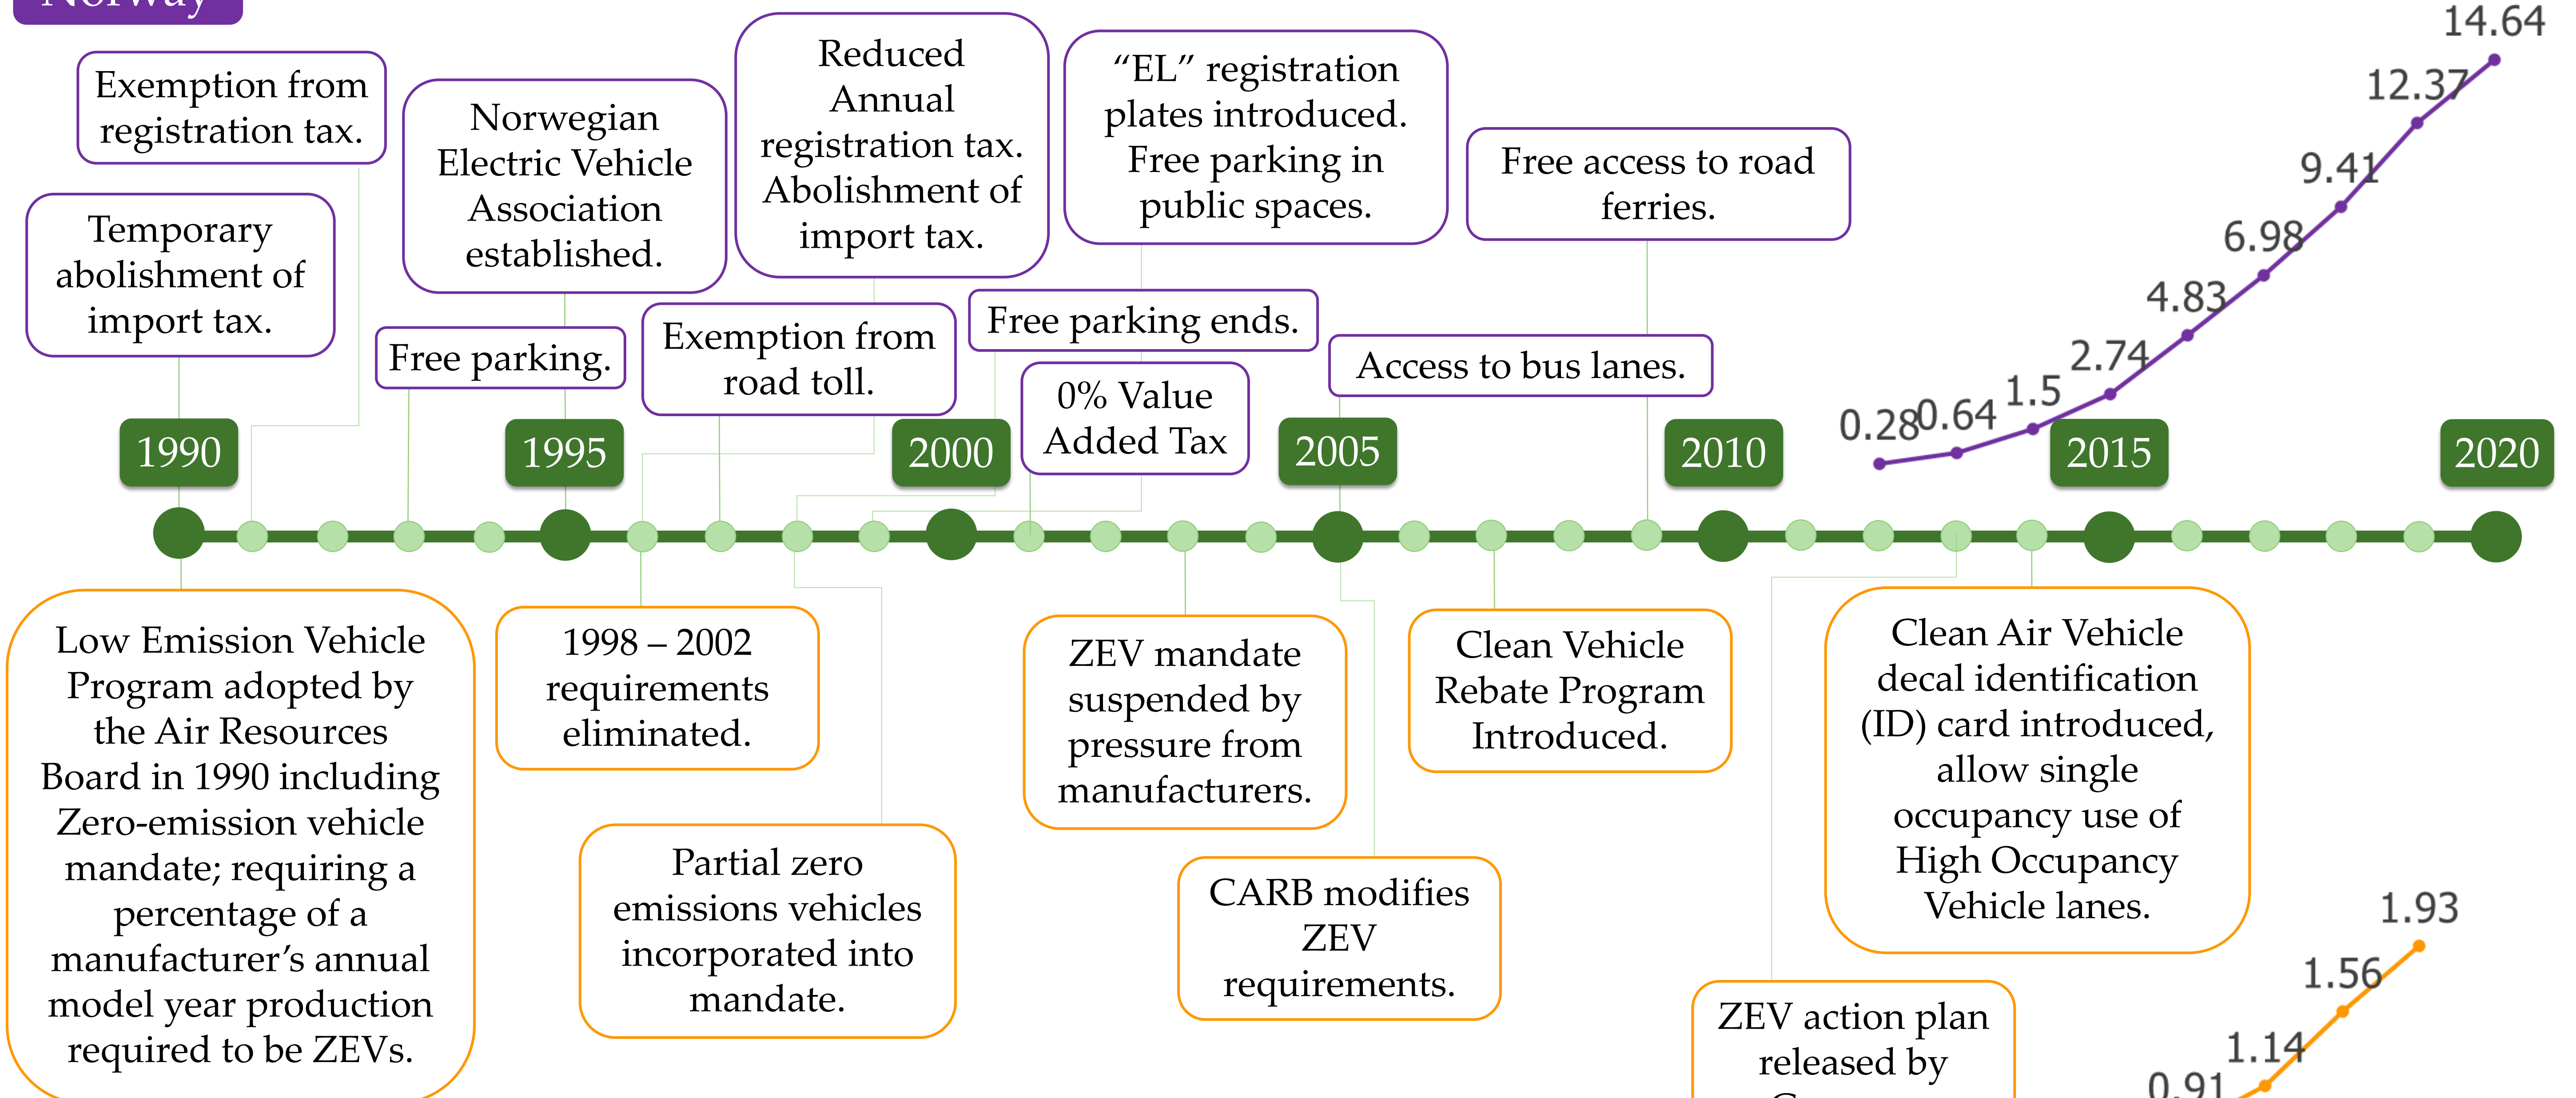 Norway
Exemption from
registration tax.
Temporary
abolishment of
import tax.
Norwegian
Electric Vehicle
Association
established.
Free parking.
Reduced
Annual
registration tax.
Abolishment of
import tax.
Exemption from
road toll.
“EL” registration
plates introduced.
Free parking in
public spaces.
Free parking ends.
0% Value
Added Tax
Free access to road
ferries.
Access to bus lanes.
0.28
0.64
1.5
2.74
4.83
6.98
9.41
12.37
14.64
1990
1995
2000
2005
2010
2015
2020
Low Emission Vehicle
Program adopted by
the Air Resources
Board in 1990 including
Zero-emission vehicle
mandate; requiring a
percentage of a
manufacturer’s annual
model year production
required to be ZEVs.
1998 – 2002
requirements
eliminated.
Partial zero
emissions vehicles
incorporated into
mandate.
ZEV mandate
suspended by
pressure from
manufacturers.
CARB modifies
ZEV
requirements.
Clean Vehicle
Rebate Program
Introduced.
Clean Air Vehicle
decal identification
(ID) card introduced,
allow single
occupancy use of
High Occupancy
Vehicle lanes.
ZEV action plan
released by
0.91
1.14
1.56
1.93